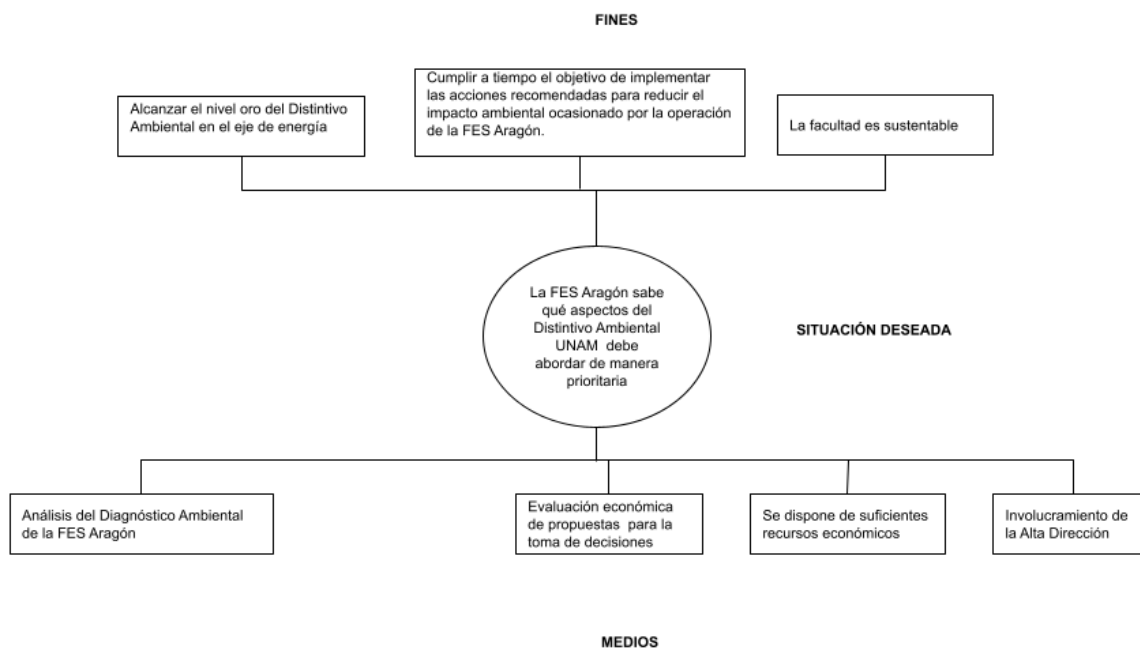 FINES
Alcanzar el nivel oro del Distintivo
Ambiental en el eje de energía
Cumplir a tiempo el objetivo de implementar
las acciones recomendadas para reducir el
impacto ambiental ocasionado por la operación
de la FES Aragón.
La facultad es sustentable
La FES Aragón sabe
qué aspectos del
Distintivo Ambiental
UNAM debe
abordar de manera
prioritaria
SITUACIÓN DESEADA
Análisis del Diagnóstico Ambiental
de la FES Aragón
Evaluación económica
de propuestas para la
toma de decisiones
Se dispone de suficientes
recursos económicos
Involucramiento de
la Alta Dirección
MEDIOS